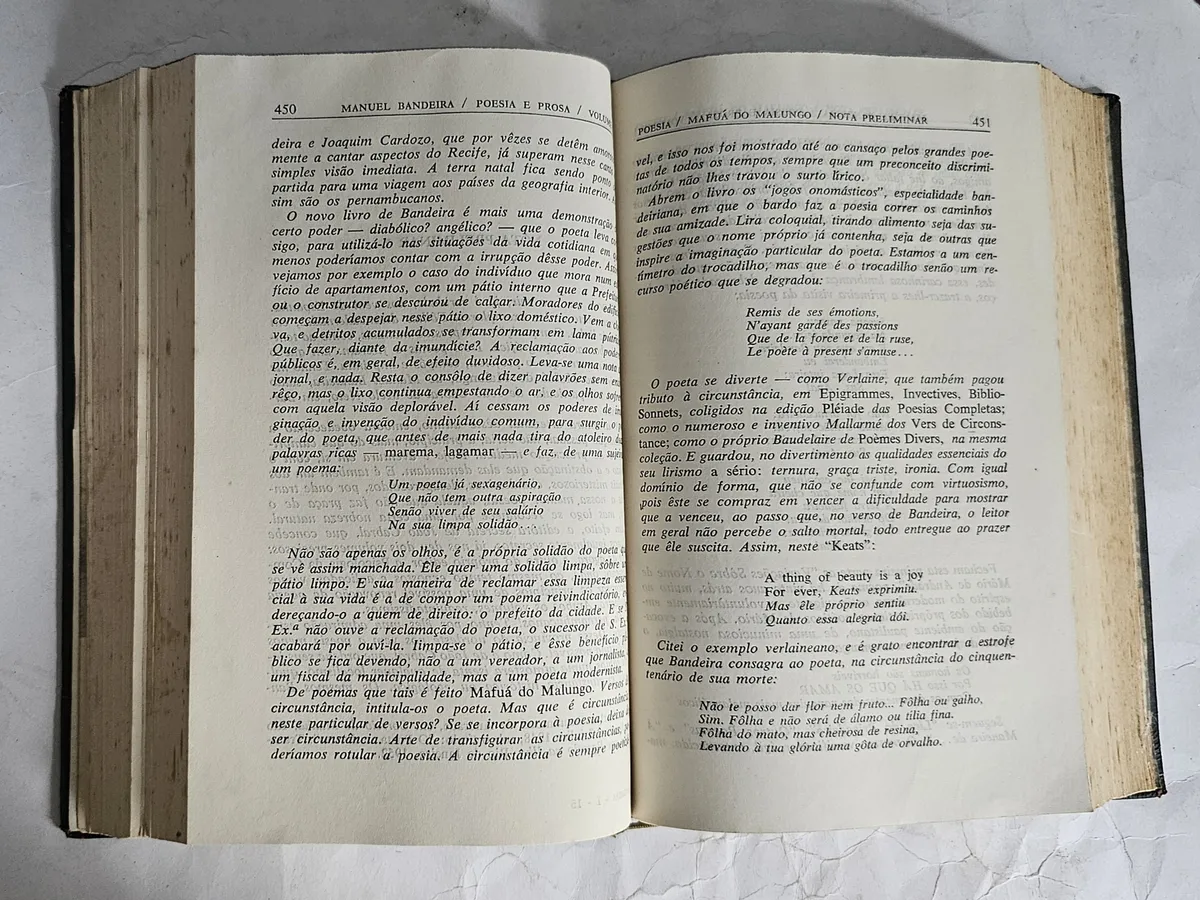 450 MANUEL BANDEIRA / POESIA E PROSA /
deira e Joaquim Cardozo, que por vêzes se detêm
mente a cantar aspectos do Recife, já superam nesse
simples visão imediata. A terra natal fica sendo ponto
partida para uma viagem aos países da geografia interior.
sim são os pernambucanos.
O novo livro de Bandeira é mais uma demonstração
certo poder — diabólico? angélico? — que o poeta leva
sigo, para utilizá-lo nas situações da vida cotidiana em
menos poderíamos contar com a irrupção dêsse poder.
vejamos por exemplo o caso do indivíduo que mora num
fício de apartamentos, com um pátio interno que a
ou o construtor se descurou de calçar. Moradores do
começam a despejar nesse pátio o lixo doméstico. Vem a
va, e detritos acumulados se transformam em lama
Que fazer, diante da imundície? A reclamação aos
públicos é, em geral, de efeito duvidoso. Leva-se uma
jornal, e nada. Resta o consôlo de dizer palavrões sem
rêço, mas o lixo continua empestando o ar, e os olhos
com aquela visão deplorável. Aí cessam os poderes de
ginação e invenção do indivíduo comum, para surgir o
der do poeta, que antes de mais nada tira do atoleiro
palavras ricas — marema, lagamar — e faz, de uma
um poema:
Um poeta já sexagenário,
Que não tem outra aspiração
Senão viver de seu salário
Na sua limpa solidão...
Não são apenas os olhos, é a própria solidão do poeta
se vê assim manchada. Êle quer uma solidão limpa, sôbre
pátio limpo. E sua maneira de reclamar essa limpeza
cial à sua vida é a de compor um poema reivindicatório,
dereçando-o a quem de direito: o prefeito da cidade. E
Ex.ª não ouve a reclamação do poeta, o sucessor de S.
acabará por ouvi-la. limpa-se o pátio, e êsse benefício
blico se fica devendo, não a um vereador, a um jornalista,
um fiscal da municipalidade, mas a um poeta modernista.
De poemas que tais é feito Mafuá do Malungo. Versos
circunstância, intitula-os o poeta. Mas que é
neste particular de versos? Se se incorpora à poesia, deixa
ser circunstância. Arte de transfigurar as circunstâncias,
deríamos rotular a poesia. A circunstância é sempre
POESIA / MAFUÁ DO MALUNGO / NOTA PRELIMINAR 451
vel, e isso nos foi mostrado até ao cansaço pelos grandes poe-
tas de todos os tempos, sempre que um preconceito discrimi-
natório não lhes travou o surto lírico.
Abrem o livro os "jogos onomásticos", especialidade ban-
deiriana, em que o bardo faz a poesia correr os caminhos
de sua amizade. Lira coloquial, tirando alimento seja das su-
gestões que o nome próprio já contenha, seja de outras que
inspire a imaginação particular do poeta. Estamos a um cen-
tímetro do trocadilho, mas que é o trocadilho senão um re-
curso poético que se degradou:
Remis de ses émotions,
N'ayant gardé des passions
Que de la force et de la ruse,
Le poète à present s'amuse...
O poeta se diverte — como Verlaine, que também pagou
tributo à circunstância, em Epigrammes, Invectives, Biblio-
Sonnets, coligidos na edição Pléiade das Poesias Completas;
como o numeroso e inventivo Mallarmé dos Vers de Circons-
tance; como o próprio Baudelaire de Poèmes Divers, na mesma
coleção. E guardou, no divertimento as qualidades essenciais do
seu lirismo a sério: ternura, graça triste, ironia. Com igual
domínio de forma, que não se confunde com virtuosismo,
pois êste se compraz em vencer a dificuldade para mostrar
que a venceu, ao passo que, no verso de Bandeira, o leitor
em geral não percebe o salto mortal, todo entregue ao prazer
que êle suscita. Assim, neste "Keats":
A thing of beauty is a joy
For ever, Keats exprimiu.
Mas êle próprio sentiu
Quanto essa alegria dói.
Citei o exemplo verlaineano, e é grato encontrar a estrofe
que Bandeira consagra ao poeta, na circunstância do cinquen-
tenário de sua morte:
Não te posso dar flor nem fruto... Fôlha ou galho,
Sim. Fôlha e não será de álamo ou tília fina.
Fôlha do mato, mas cheirosa de resina,
Levando à tua glória uma gôta de orvalho.